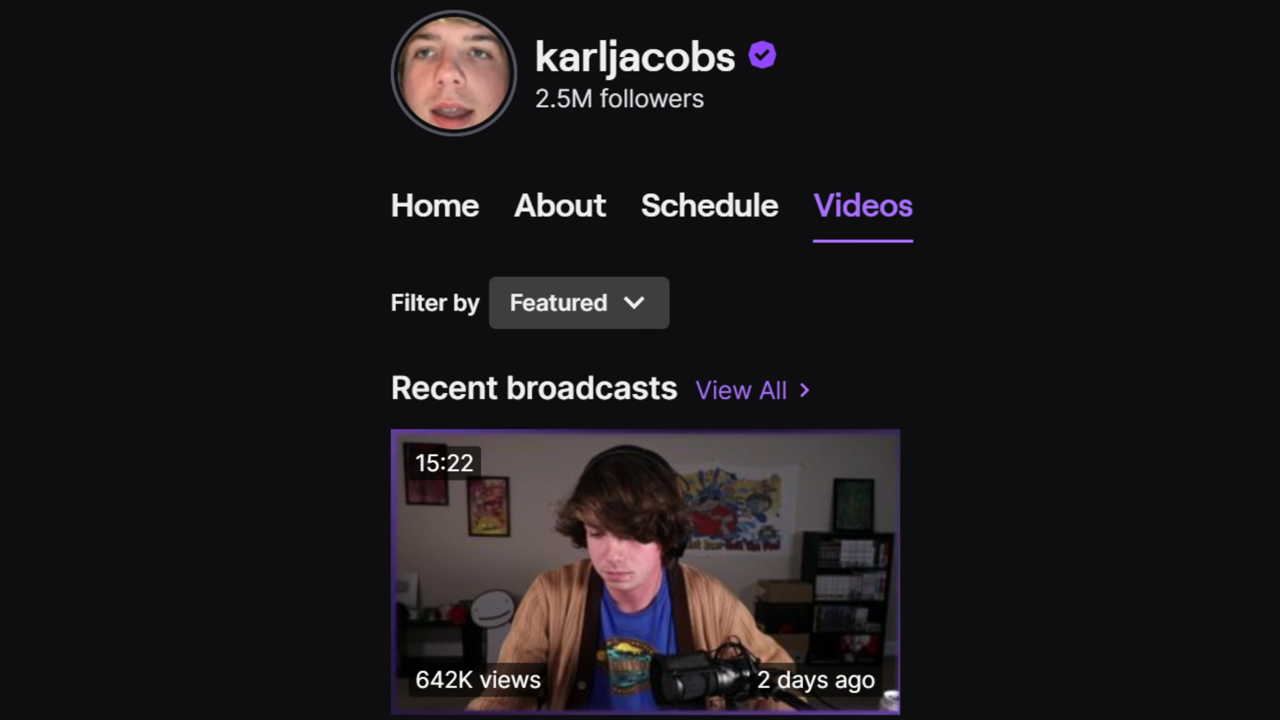 karljacobs
2.5M followers
Home About Schedule Videos
Filter by Featured
Recent broadcasts View All
15:22
642K views 2 days ago